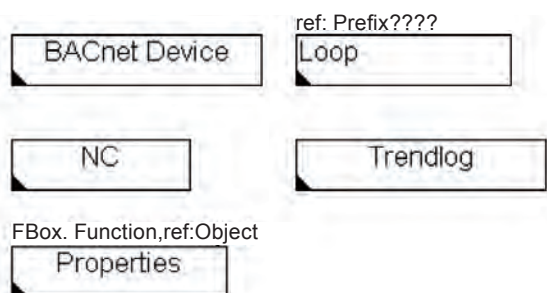 ref: Prefix????
BACnet Device
Loop
NC
Trendlog
FBox. Function,ref:Object
Properties